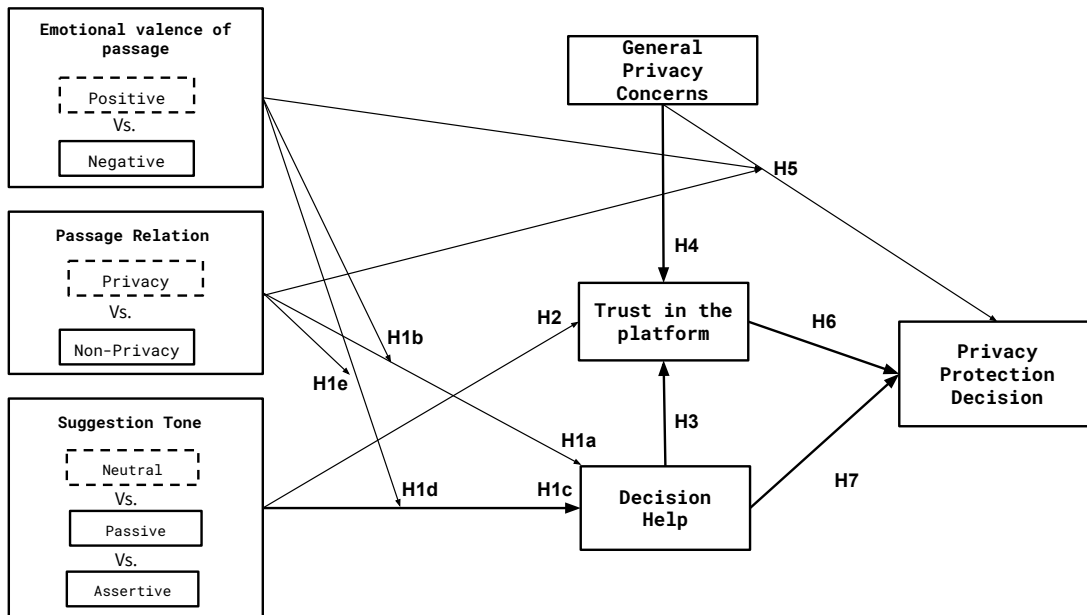 Emotional valence of
passage
Positive
Vs.
Negative
Passage Relation
Privacy
Vs.
Non-Privacy
Suggestion Tone
Neutral
Vs.
Passive
Vs.
Assertive
General
Privacy
Concerns
H5
H4
H2
H1b
H1e
H1d
H1a
H1c
H3
Trust in the
platform
H6
Decision
Help
H7
Privacy
Protection
Decision